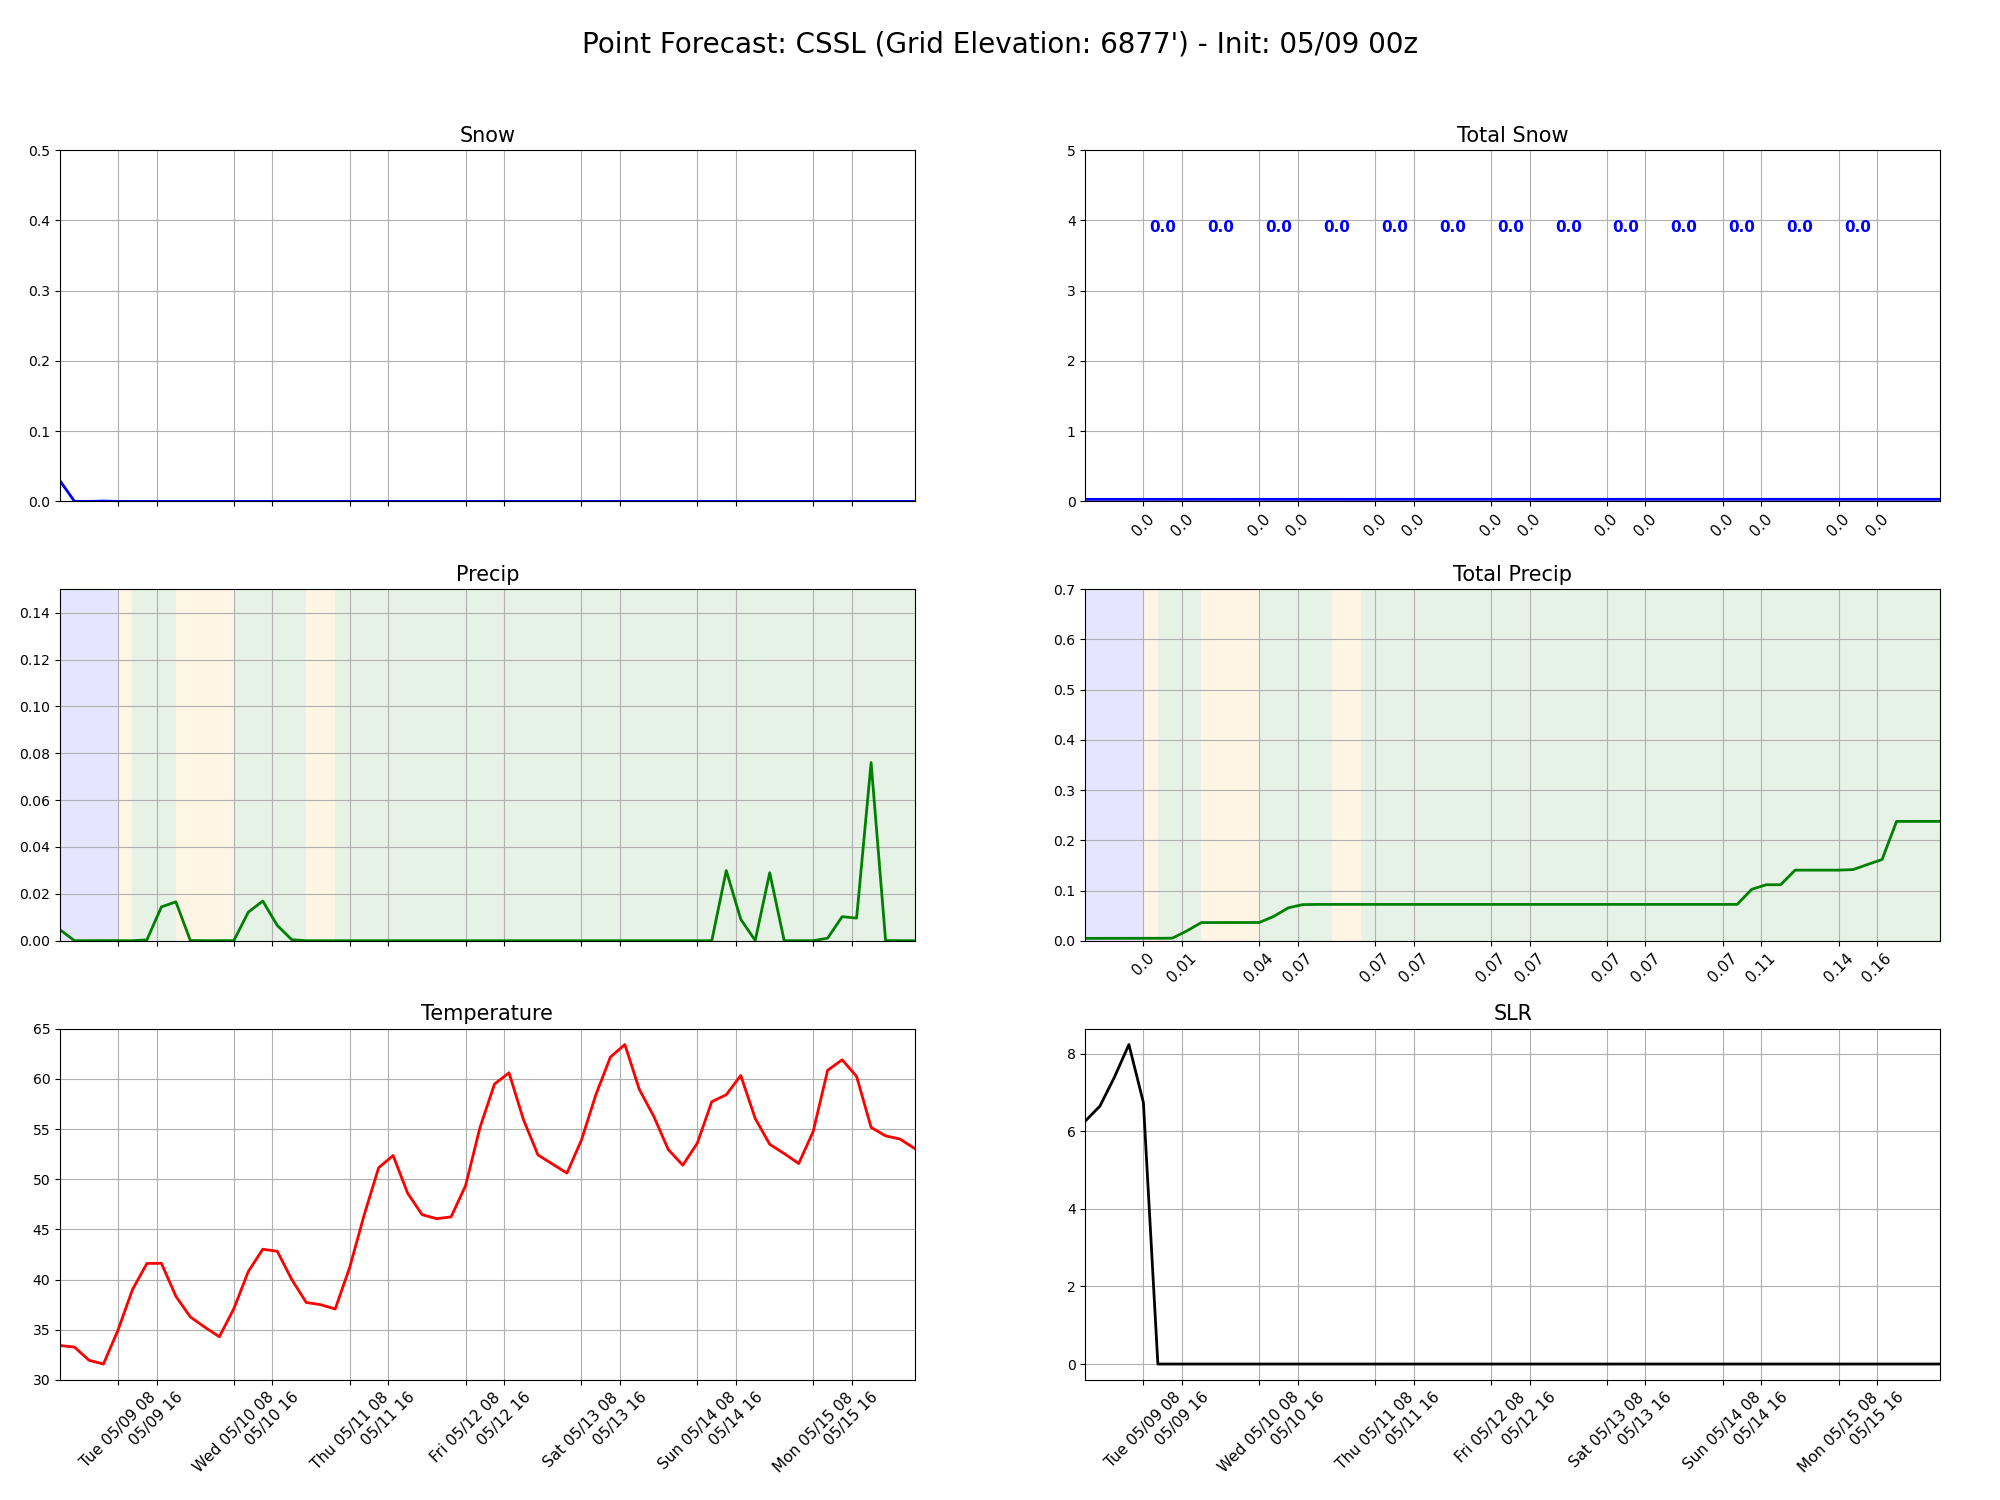 Point Forecast: CSSL (Grid Elevation: 6877') - Init: 05/09 00z
Snow
0.5
0.4
0.3
0.2
0.1
0.0
Total Snow
5
4
3
2
1
0
0.0 0.0 0.0 0.0 0.0 0.0 0.0 0.0 0.0 0.0 0.0 0.0 0.0
0.0 0.0 0.0 0.0 0.0 0.0 0.0 0.0 0.0 0.0 0.0 0.0 0.0 0.0
Precip
0.14
0.12
0.10
0.08
0.06
0.04
0.02
0.00
Total Precip
0.7
0.6
0.5
0.4
0.3
0.2
0.1
0.0
0.0 0.01 0.04 0.07 0.07 0.07 0.07 0.07 0.07 0.07 0.07 0.11 0.14 0.16
Temperature
65
60
55
50
45
40
35
30
Tue 05/09 08
05/09 16
Wed 05/10 08
05/10 16
Thu 05/11 08
05/11 16
Fri 05/12 08
05/12 16
Sat 05/13 08
05/13 16
Sun 05/14 08
05/14 16
Mon 05/15 08
05/15 16
SLR
8
6
4
2
0
Tue 05/09 08
05/09 16
Wed 05/10 08
05/10 16
Thu 05/11 08
05/11 16
Fri 05/12 08
05/12 16
Sat 05/13 08
05/13 16
Sun 05/14 08
05/14 16
Mon 05/15 08
05/15 16